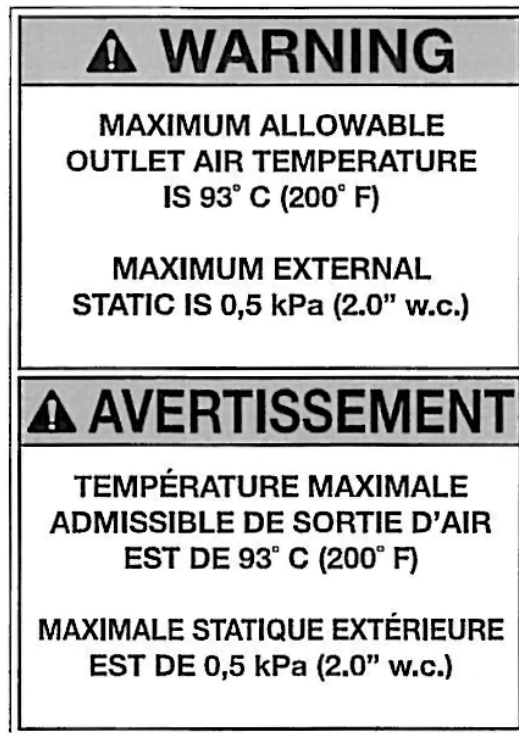 ⚠ WARNING
MAXIMUM ALLOWABLE
OUTLET AIR TEMPERATURE
IS 93° C (200° F)
MAXIMUM EXTERNAL
STATIC IS 0,5 kPa (2.0" w.c.)
⚠ AVERTISSEMENT
TEMPÉRATURE MAXIMALE
ADMISSIBLE DE SORTIE D'AIR
EST DE 93° C (200° F)
MAXIMALE STATIQUE EXTÉRIEURE
EST DE 0,5 kPa (2.0" w.c.)